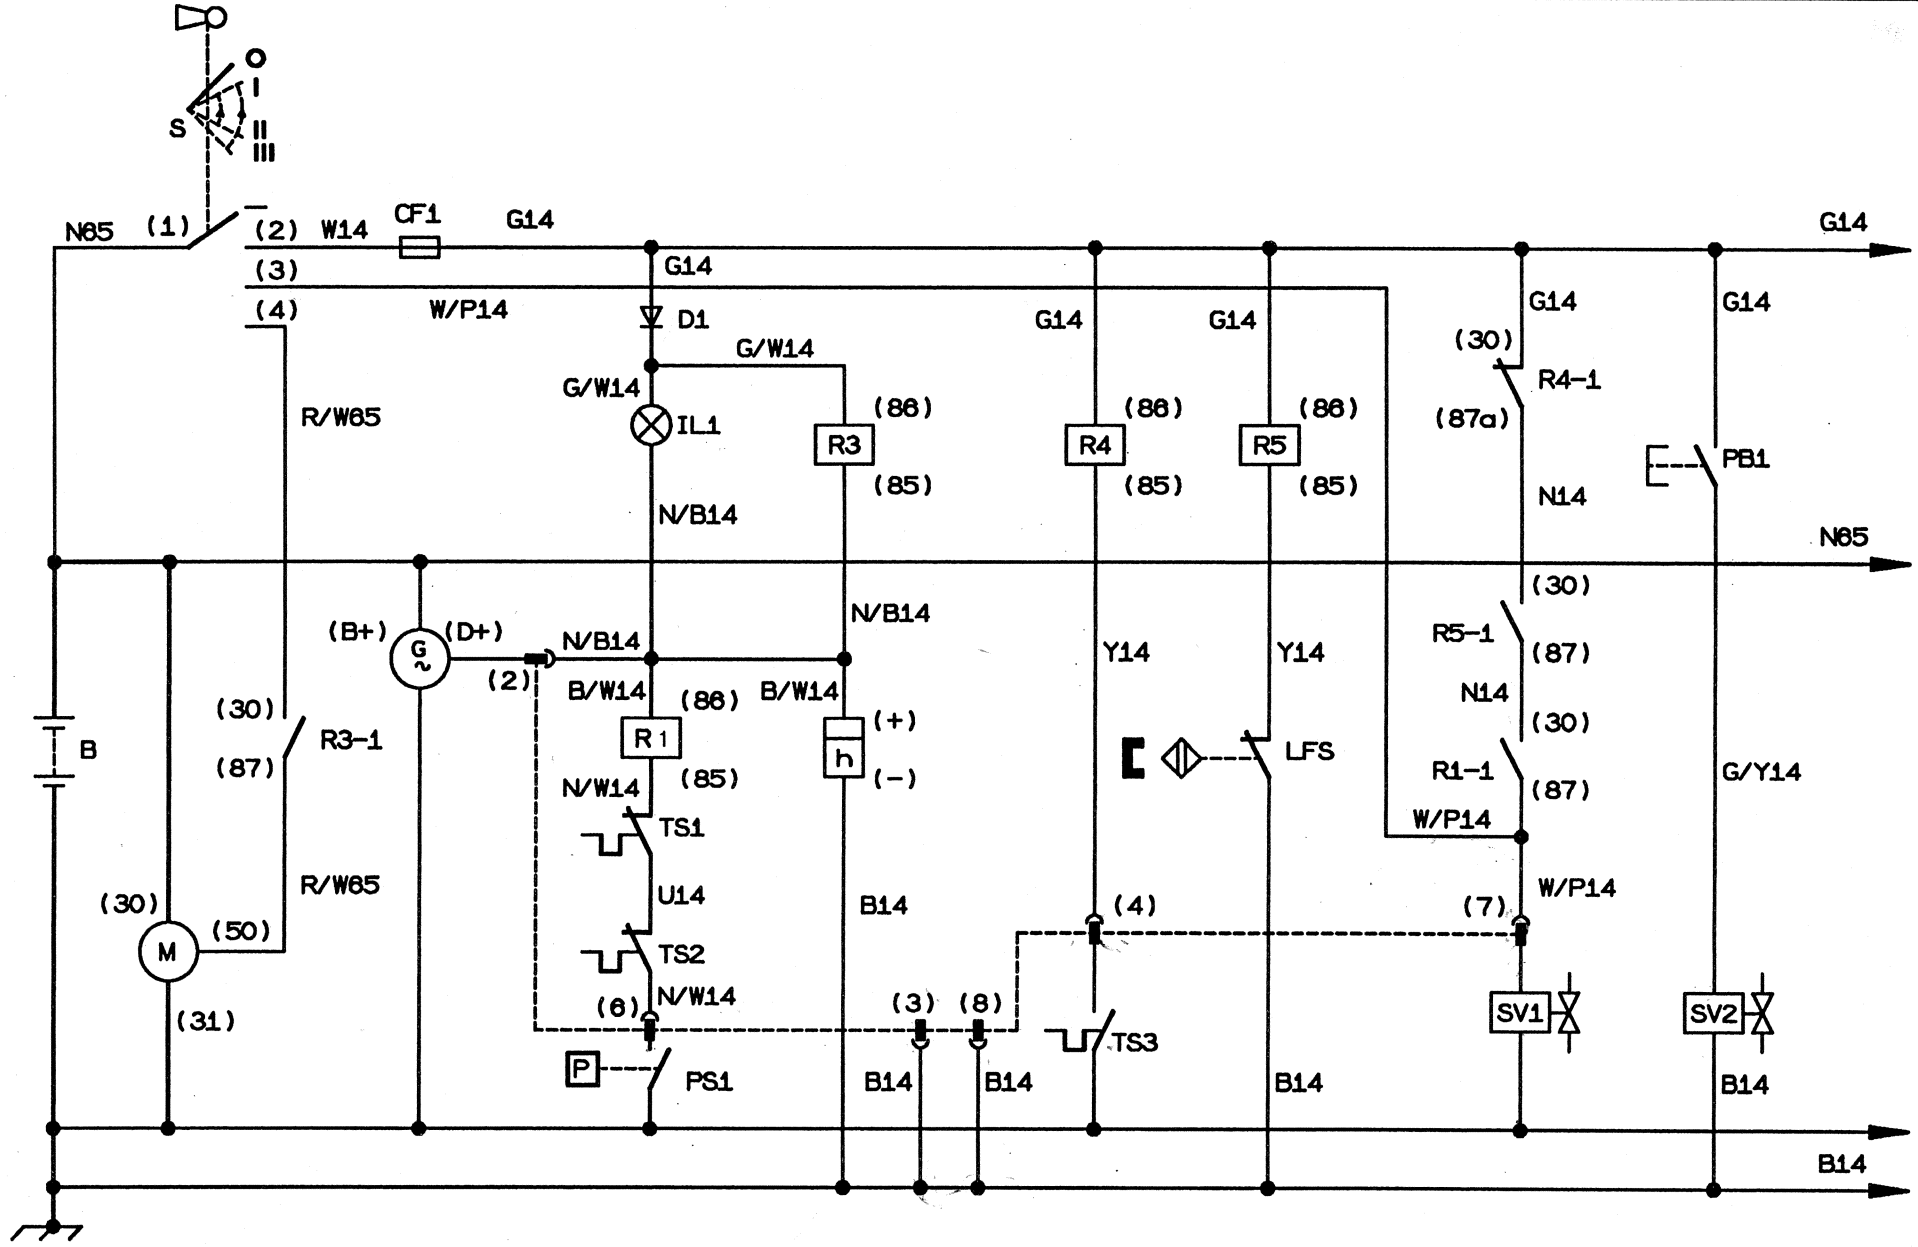 O
I
S
II
III
N65
(1)
(2)
W14
CF1
G14
G14
(3)
G14
(4)
W/P14
D1
G14
G14
G14
G14
G/W14
(30)
R4-1
G/W14
R/W65
IL1
(86)
(86)
(86)
(87a)
R3
R4
R5
PB1
(85)
(85)
(85)
N/B14
N14
N65
(30)
N/B14
(B+)
G
~
(D+)
N/B14
R5-1
(87)
Y14
Y14
(2)
B/W14
(86)
B/W14
N14
(30)
(30)
R3-1
(87)
R1
(+)
h
(-)
LFS
B
R1-1
(87)
G/Y14
(85)
N/W14
W/P14
TS1
R/W65
U14
W/P14
(30)
B14
(4)
(7)
(50)
M
TS2
N/W14
(6)
(3)
(8)
(31)
SV1
SV2
TS3
P
PS1
B14
B14
B14
B14
B14